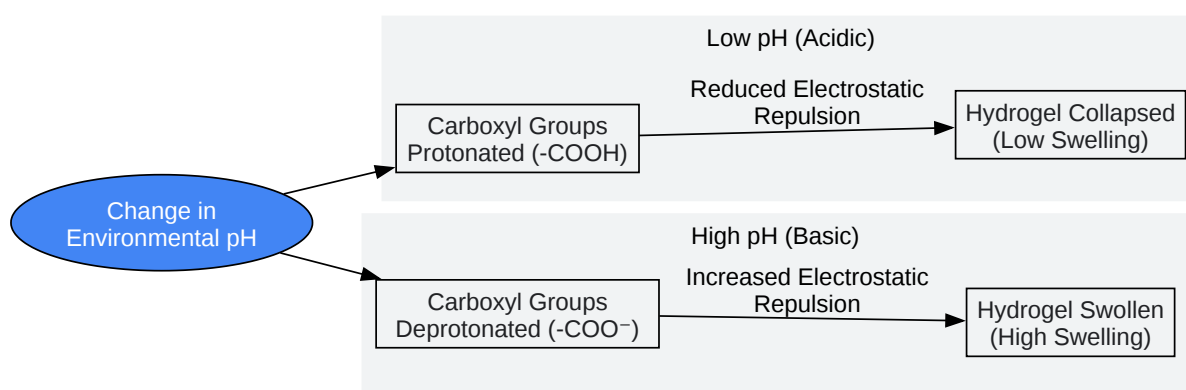 Change in
Environmental pH
Low pH (Acidic)
Carboxyl Groups
Protonated (-COOH)
Reduced Electrostatic
Repulsion
Hydrogel Collapsed
(Low Swelling)
High pH (Basic)
Carboxyl Groups
Deprotonated (-COO⁻)
Increased Electrostatic
Repulsion
Hydrogel Swollen
(High Swelling)